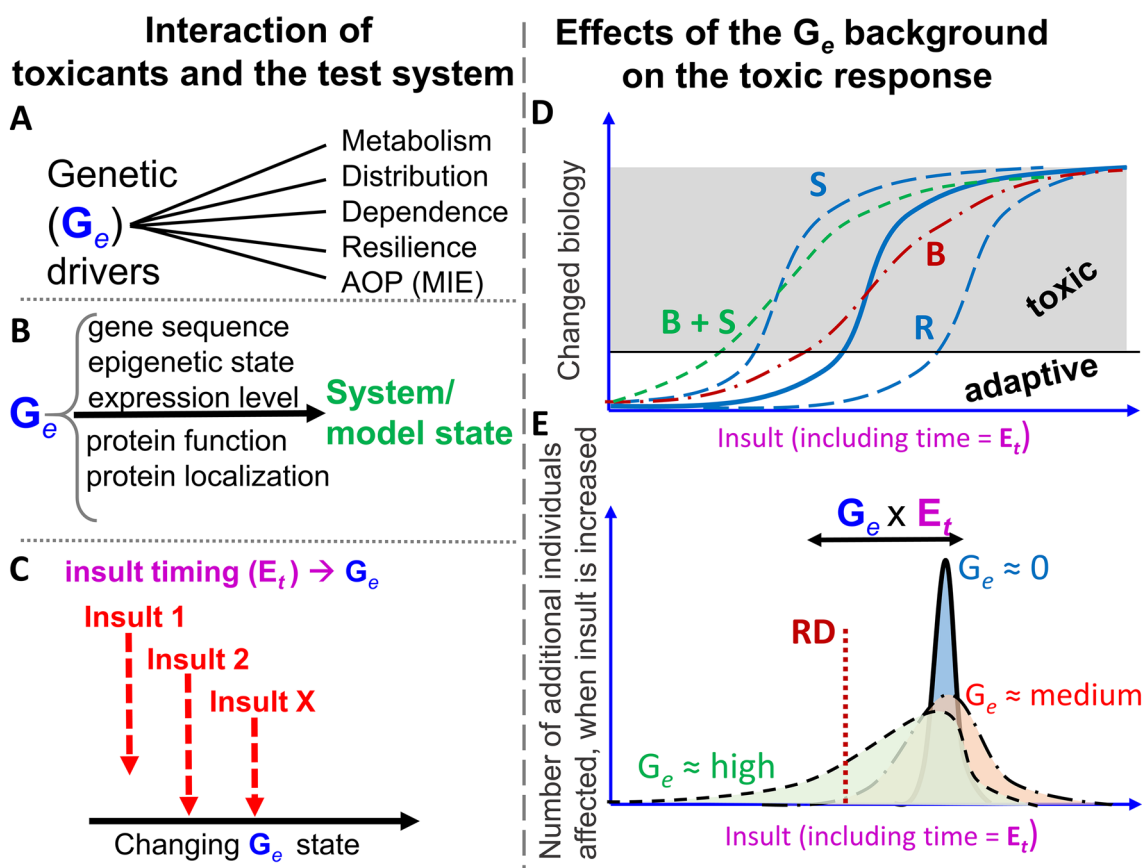 Interaction of
toxicants and the test system
A
Genetic
(Ge)
drivers
Metabolism
Distribution
Dependence
Resilience
AOP (MIE)
B
Ge
gene sequence
epigenetic state
expression level
protein function
protein localization
System/
model state
C
insult timing (Et) → Ge
Insult 1
Insult 2
Insult X
Changing Ge state
Effects of the Ge background
on the toxic response
D
Changed biology
S
B
B + S
R
toxic
adaptive
Insult (including time = Et)
E
Number of additional individuals
affected, when insult is increased
Ge x Et
Ge ≈ 0
RD
Ge ≈ medium
Ge ≈ high
Insult (including time = Et)